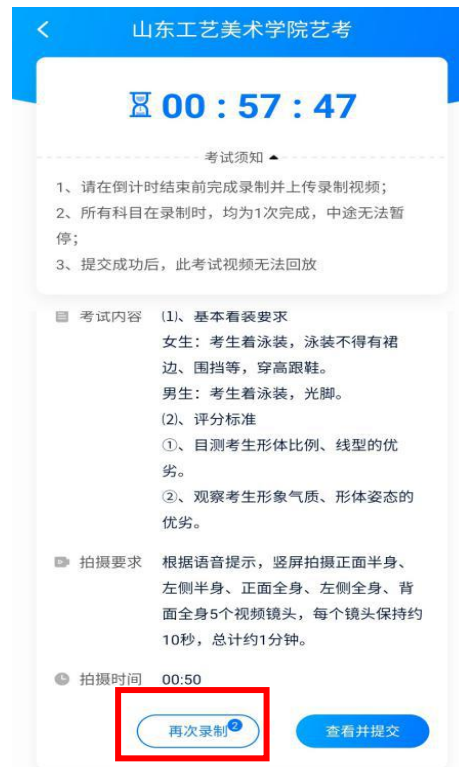 山东工艺美术学院艺考
00 : 57 : 47
考试须知
1、请在倒计时结束前完成录制并上传录制视频；
2、所有科目在录制时，均为1次完成，中途无法暂
停；
3、提交成功后，此考试视频无法回放
考试内容 (1)、基本着装要求
女生：考生着泳装，泳装不得有裙
边、围挡等，穿高跟鞋。
男生：考生着泳装，光脚。
(2)、评分标准
①、目测考生形体比例、线型的优
劣。
②、观察考生形象气质、形体姿态的
优劣。
拍摄要求 根据语音提示，竖屏拍摄正面半身、
左侧半身、正面全身、左侧全身、背
面全身5个视频镜头，每个镜头保持约
10秒，总计约1分钟。
拍摄时间 00:50
再次录制 2 查看并提交